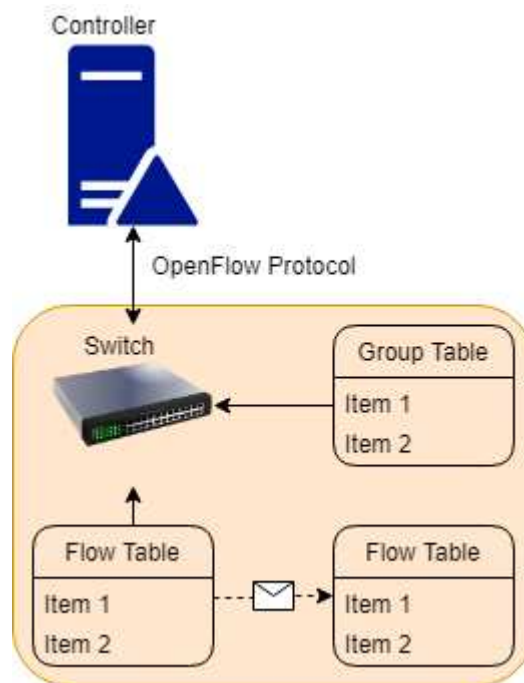 Controller
OpenFlow Protocol
Switch
Group Table
Item 1
Item 2
Flow Table
Item 1
Item 2
Flow Table
Item 1
Item 2